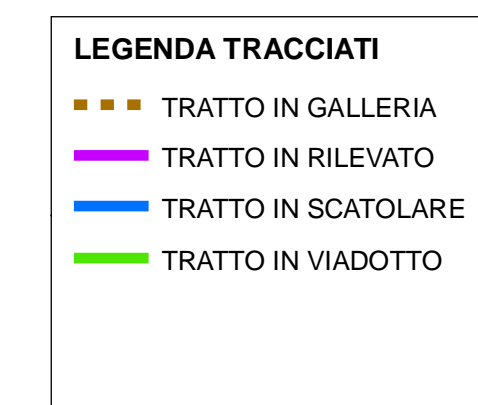 LEGENDA TRACCIATI
TRATTO IN GALLERIA
TRATTO IN RILEVATO
TRATTO IN SCATOLARE
TRATTO IN VIADOTTO